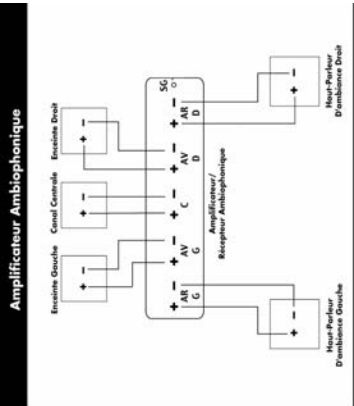 Amplificateur Ambiophonique
Enceinte Gauche
Canal Centrale
Enceinte Droit
+ −
+ −
+ −
+ − + − + − + − + −
AR AV C AV AR SG
G G D D
Amplificateur/
Récepteur Ambiophonique
+ −
+ −
Haut-Parleur
D'ambiance Gauche
Haut-Parleur
D'ambiance Droit